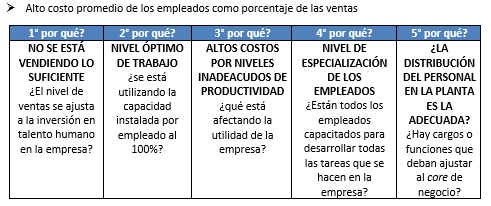 ➤ Alto costo promedio de los empleados como porcentaje de las ventas
1° por qué?
2° por qué?
3° por qué?
4° por qué?
5° por qué?
NO SE ESTÁ
VENDIENDO LO
SUFICIENTE
¿El nivel de
ventas se ajusta
a la inversión en
talento humano
en la empresa?
NIVEL ÓPTIMO
DE TRABAJO
¿se está
utilizando la
capacidad
instalada por
empleado al
100%?
ALTOS COSTOS
POR NIVELES
INADEACUDOS DE
PRODUCTIVIDAD
¿qué está
afectando la
utilidad de la
empresa?
NIVEL DE
ESPECIALIZACIÓN
DE LOS
EMPLEADOS
¿Están todos los
empleados
capacitados para
desarrollar todas
las tareas que se
hacen en la
empresa?
¿LA
DISTRIBUCIÓN
DEL PERSONAL
EN LA PLANTA
ES LA
ADECUADA?
¿Hay cargos o
funciones que
deban ajustar
al core de
negocio?